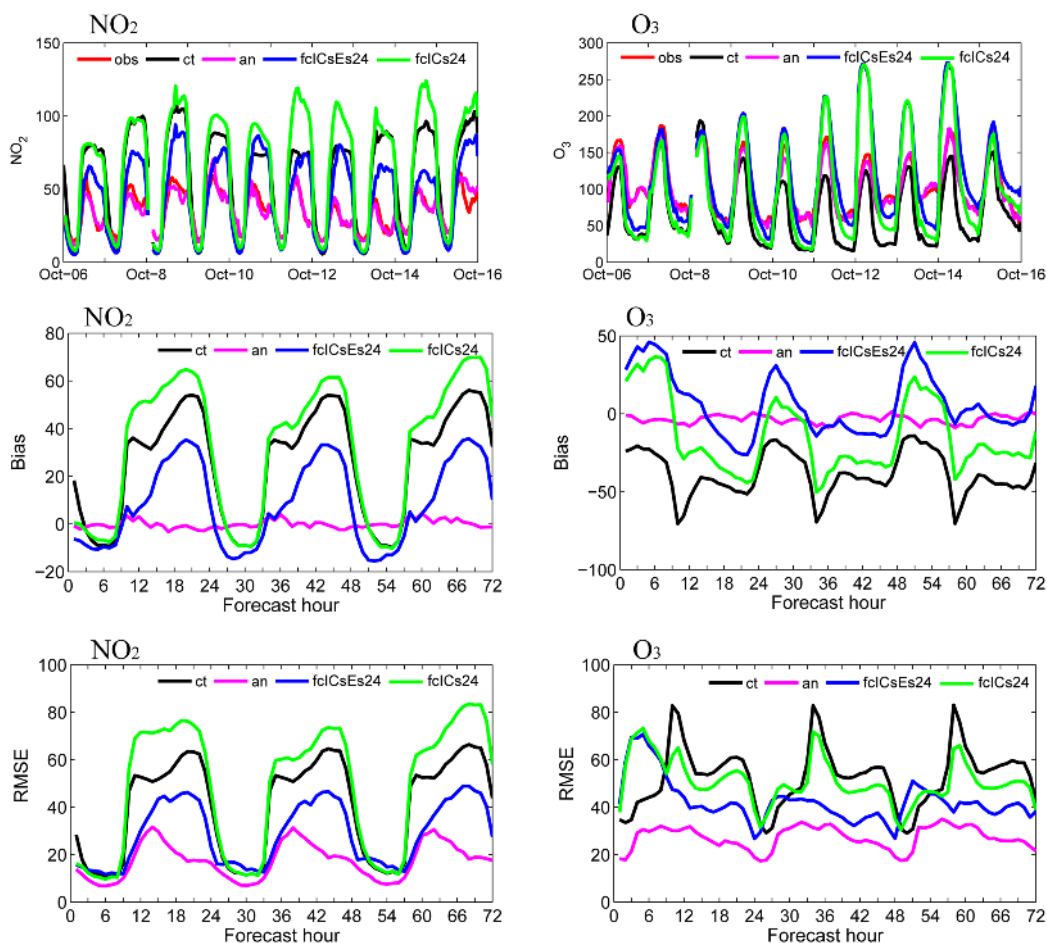 NO2
150
100
50
0
NO2
obs ct an fcICsEs24 fcICs24
Oct−06 Oct−8 Oct−10 Oct−12 Oct−14 Oct−16
O3
300
250
200
150
100
50
0
O3
obs ct an fcICsEs24 fcICs24
Oct−06 Oct−8 Oct−10 Oct−12 Oct−14 Oct−16
NO2
80
60
40
20
0
−20
Bias
ct an fcICsEs24 fcICs24
0 6 12 18 24 30 36 42 48 54 60 66 72
Forecast hour
O3
50
0
−50
−100
Bias
ct an fcICsEs24 fcICs24
0 6 12 18 24 30 36 42 48 54 60 66 72
Forecast hour
NO2
100
80
60
40
20
0
RMSE
ct an fcICsEs24 fcICs24
0 6 12 18 24 30 36 42 48 54 60 66 72
Forecast hour
O3
100
80
60
40
20
0
RMSE
ct an fcICsEs24 fcICs24
0 6 12 18 24 30 36 42 48 54 60 66 72
Forecast hour